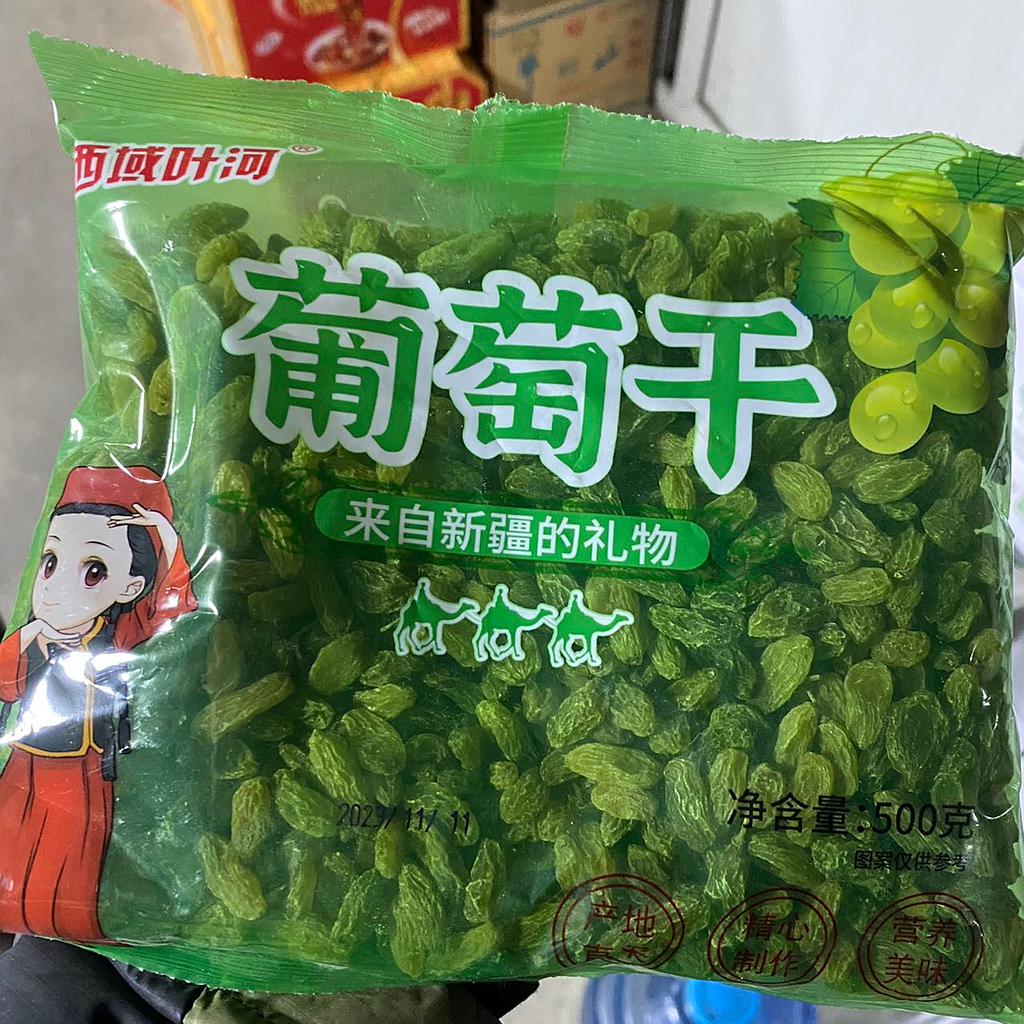 西域叶河®
葡萄干
来自新疆的礼物
2023/11/11
净含量:500克
图案仅供参考
产地
直采
精心
制作
营养
美味